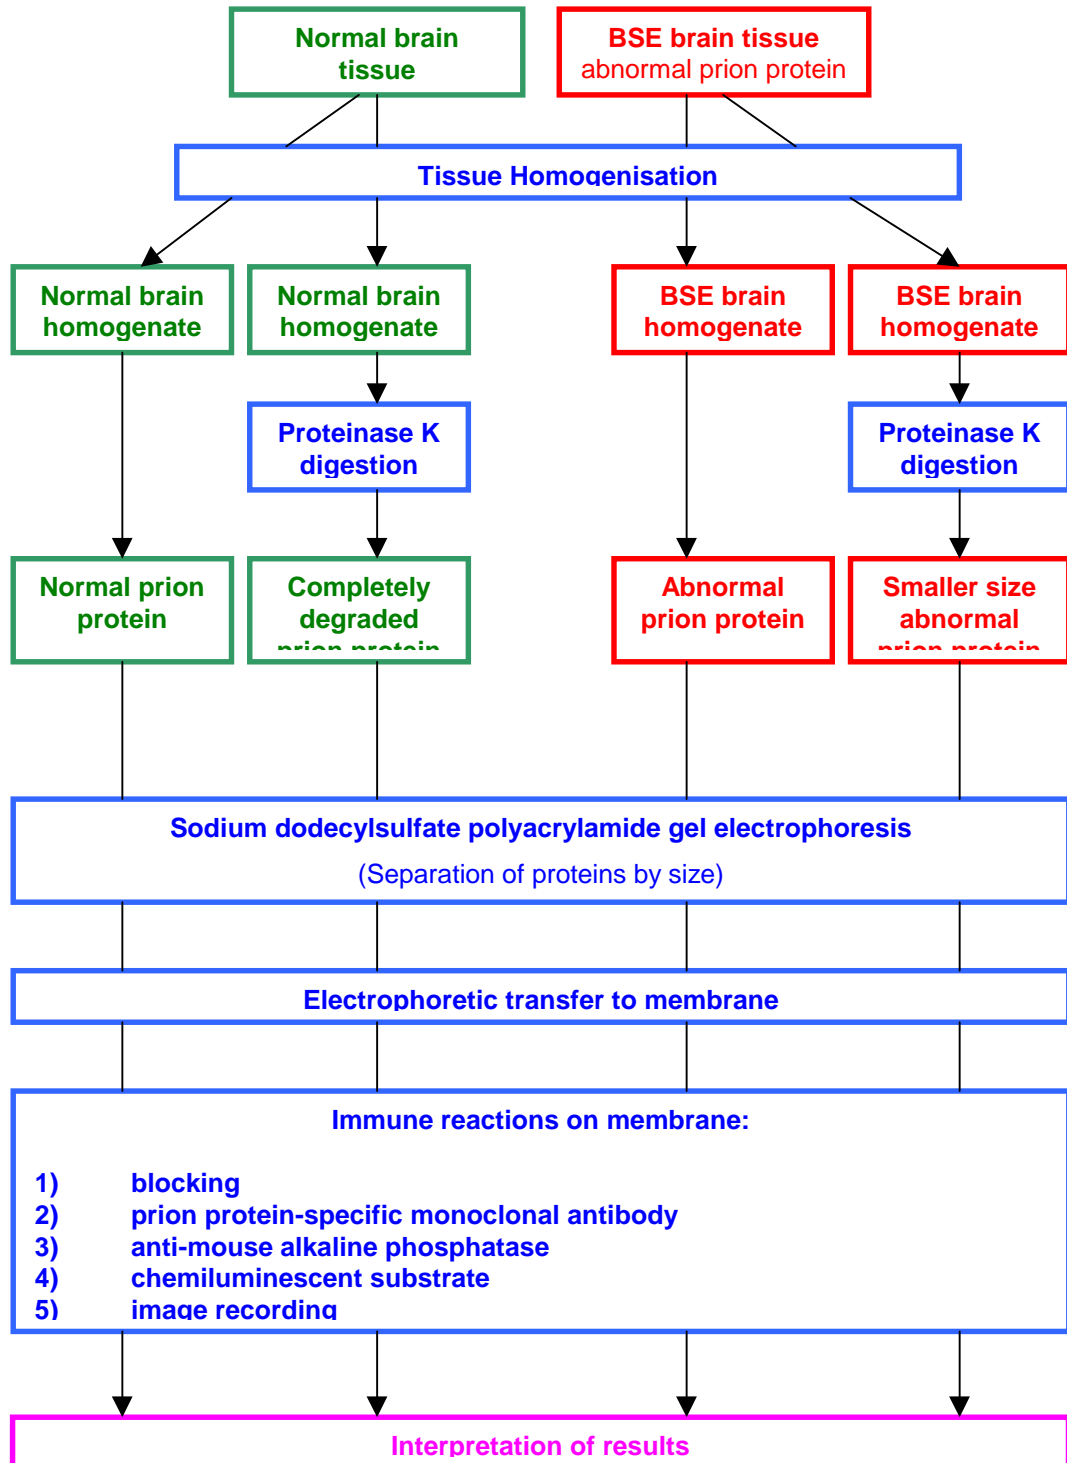 Normal brain
tissue
BSE brain tissue
abnormal prion protein
Tissue Homogenisation
Normal brain
homogenate
Normal brain
homogenate
BSE brain
homogenate
BSE brain
homogenate
Proteinase K
digestion
Proteinase K
digestion
Normal prion
protein
Completely
degraded
prion protein
Abnormal
prion protein
Smaller size
abnormal
prion protein
Sodium dodecylsulfate polyacrylamide gel electrophoresis
(Separation of proteins by size)
Electrophoretic transfer to membrane
Immune reactions on membrane:
1) blocking
2) prion protein-specific monoclonal antibody
3) anti-mouse alkaline phosphatase
4) chemiluminescent substrate
5) image recording
Interpretation of results